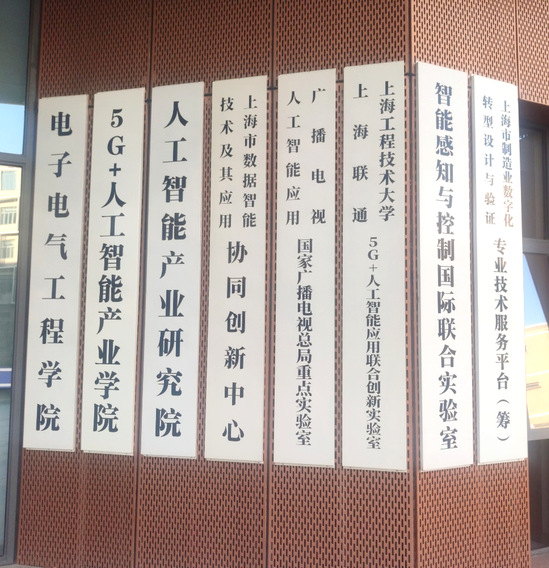 电子电气工程学院
5G+人工智能产业学院
人工智能产业研究院
上海市数据智能
技术及其应用
协同创新中心
广播电视
人工智能应用
国家广播电视总局重点实验室
上海工程技术大学
上海联通
5G+人工智能应用联合创新实验室
智能感知与控制国际联合实验室
上海市制造业数字化
转型设计与验证
专业技术服务平台（筹）